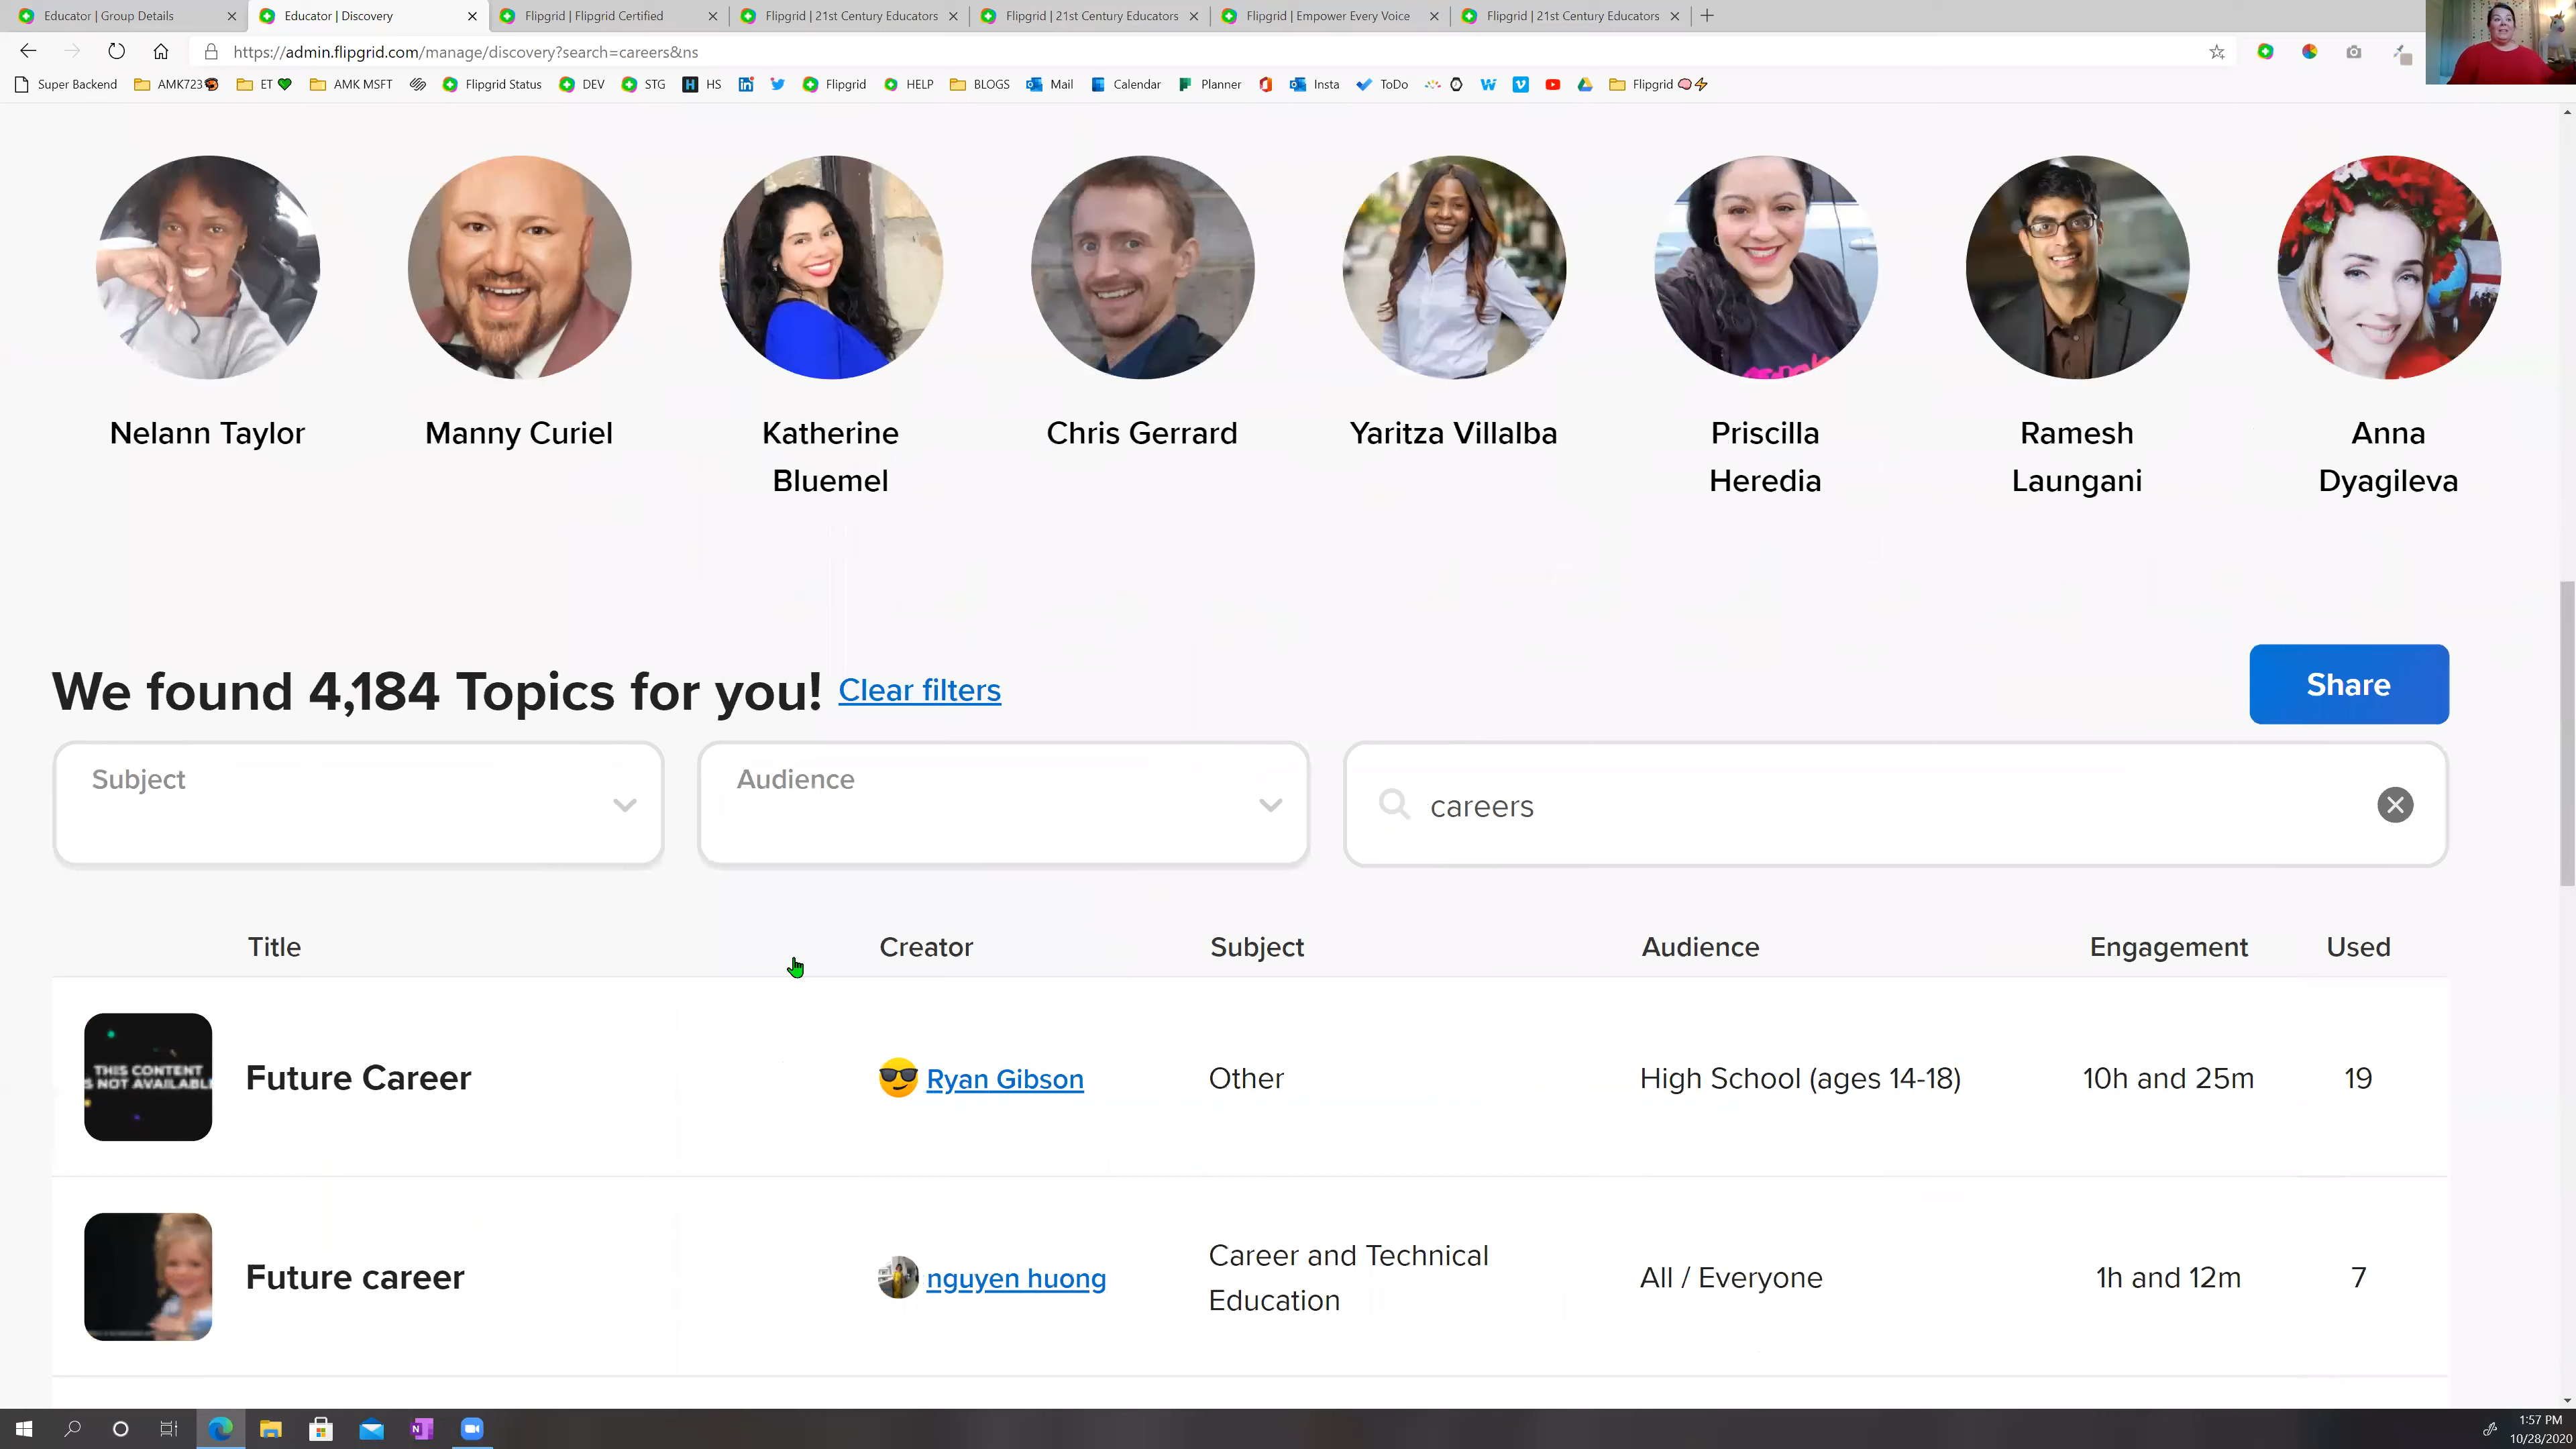 Educator | Group Details
Educator | Discovery
Flipgrid | Flipgrid Certified
Flipgrid | 21st Century Educators
Flipgrid | 21st Century Educators
Flipgrid | Empower Every Voice
Flipgrid | 21st Century Educators
https://admin.flipgrid.com/manage/discovery?search=careers&ns
Super Backend AMK723 ET AMK MSFT Flipgrid Status DEV STG HS Flipgrid HELP BLOGS Mail Calendar Planner Insta ToDo Flipgrid
Nelann Taylor
Manny Curiel
Katherine
Bluemel
Chris Gerrard
Yaritza Villalba
Priscilla
Heredia
Ramesh
Laungani
Anna
Dyagileva
We found 4,184 Topics for you! Clear filters
Share
Subject
Audience
careers
Title Creator Subject Audience Engagement Used
THIS CONTENT
S NOT AVAILABL
Future Career Ryan Gibson Other High School (ages 14-18) 10h and 25m 19
Future career nguyen huong Career and Technical
Education All / Everyone 1h and 12m 7
1:57 PM
10/28/2020